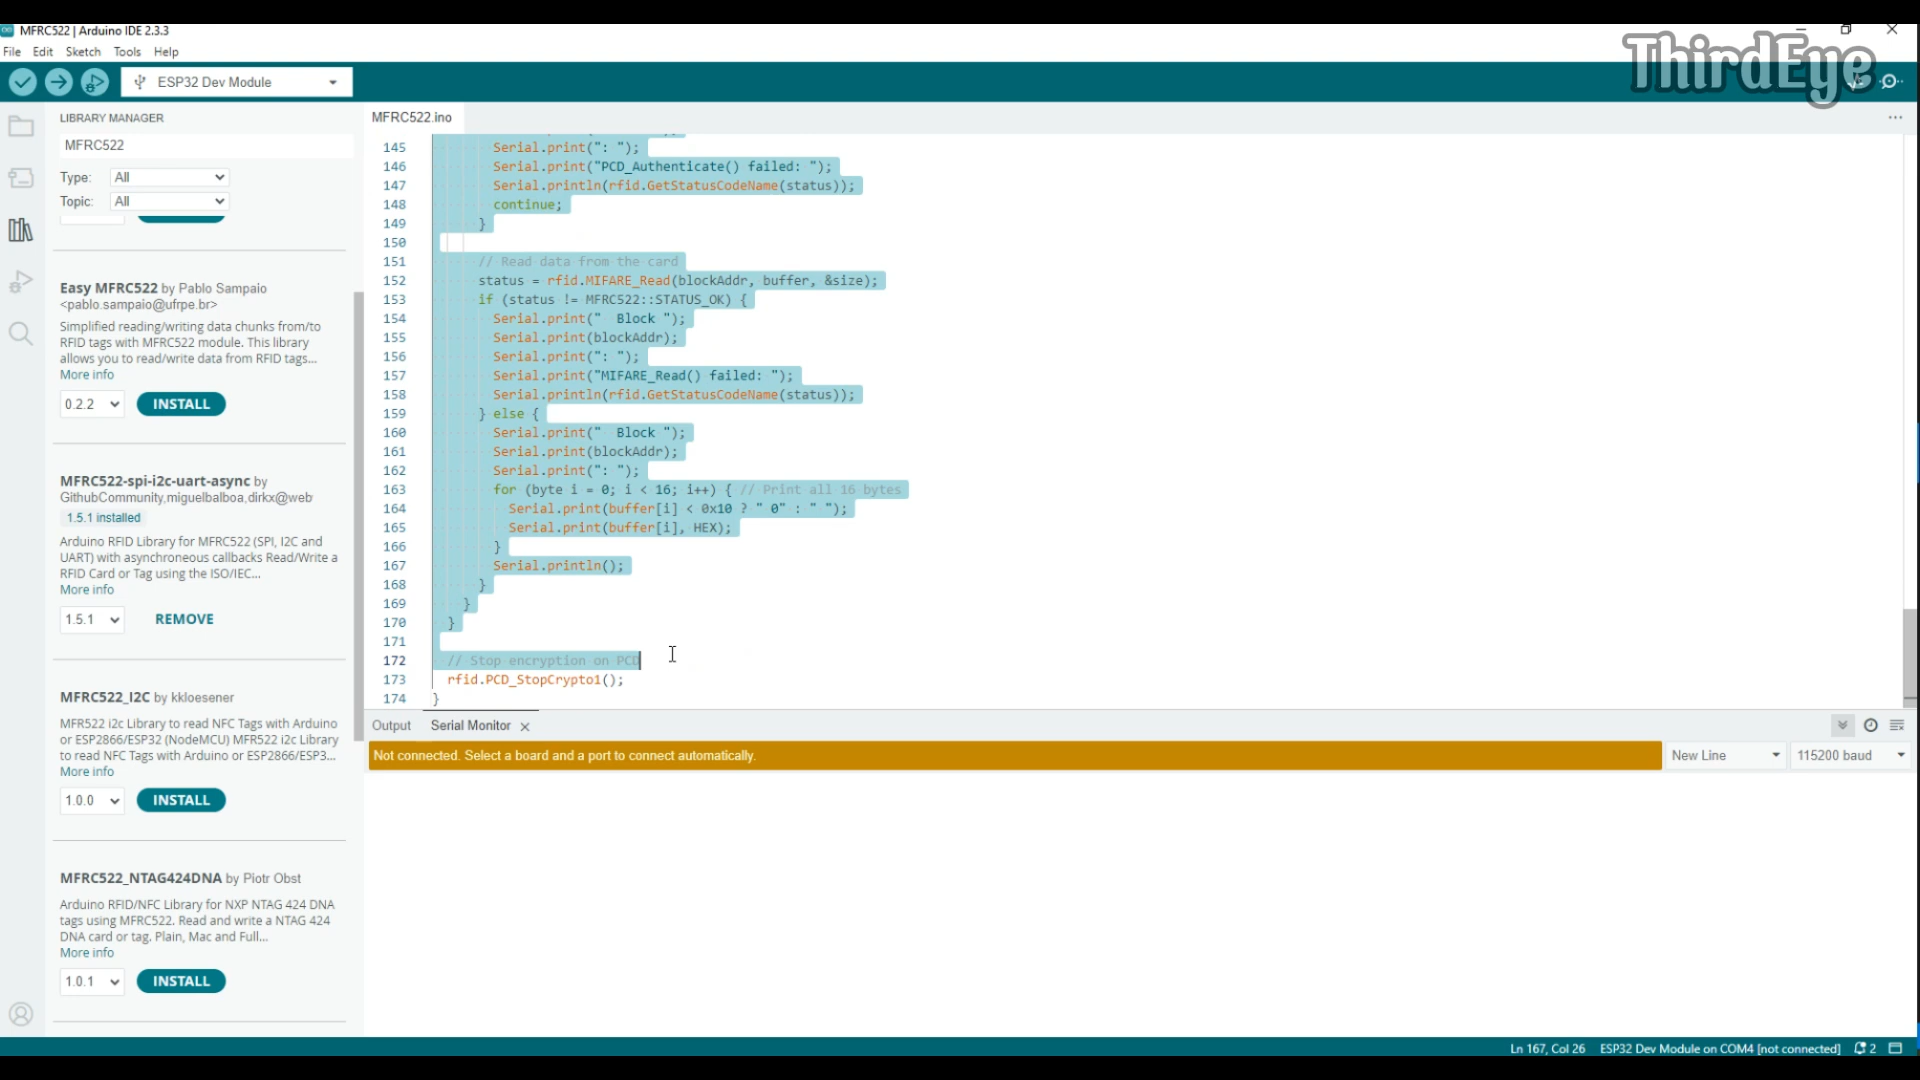 MFRC522 | Arduino IDE 2.3.3
File Edit Sketch Tools Help
ThirdEye
ESP32 Dev Module
LIBRARY MANAGER
MFRC522
Type: All
Topic: All
Easy MFRC522 by Pablo Sampaio
<pablo.sampaio@ufrpe.br>
Simplified reading/writing data chunks from/to
RFID tags with MFRC522 module. This library
allows you to read/write data from RFID tags...
More info
0.2.2 INSTALL
MFRC522-spi-i2c-uart-async by
GithubCommunity,miguelbalboa,dirkx@web
1.5.1 installed
Arduino RFID Library for MFRC522 (SPI, I2C and
UART) with asynchroneous callbacks Read/Write a
RFID Card or Tag using the ISO/IEC...
More info
1.5.1 REMOVE
MFRC522_I2C by kkloesener
MFR522 i2c Library to read NFC Tags with Arduino
or ESP2866/ESP32 (NodeMCU) MFR522 i2c Library
to read NFC Tags with Arduino or ESP2866/ESP3...
More info
1.0.0 INSTALL
MFRC522_NTAG424DNA by Piotr Obst
Arduino RFID/NFC Library for NXP NTAG 424 DNA
tags using MFRC522. Read and write a NTAG 424
DNA card or tag. Plain, Mac and Full...
More info
1.0.1 INSTALL
MFRC522.ino
145 Serial.print(": ");
146 Serial.print("PCD_Authenticate() failed: ");
147 Serial.println(rfid.GetStatusCodeName(status));
148 continue;
149 }
150
151 // Read data from the card
152 status = rfid.MIFARE_Read(blockAddr, buffer, &size);
153 if (status != MFRC522::STATUS_OK) {
154 Serial.print("  Block ");
155 Serial.print(blockAddr);
156 Serial.print(": ");
157 Serial.print("MIFARE_Read() failed: ");
158 Serial.println(rfid.GetStatusCodeName(status));
159 } else {
160 Serial.print("  Block ");
161 Serial.print(blockAddr);
162 Serial.print(": ");
163 for (byte i = 0; i < 16; i++) { // Print all 16 bytes
164 Serial.print(buffer[i] < 0x10 ? " 0" : " ");
165 Serial.print(buffer[i], HEX);
166 }
167 Serial.println();
168 }
169 }
170 }
171
172 // Stop encryption on PCD
173 rfid.PCD_StopCrypto1();
174 }
Output Serial Monitor
Not connected. Select a board and a port to connect automatically.
New Line 115200 baud
Ln 167, Col 26 ESP32 Dev Module on COM4 [not connected] 2